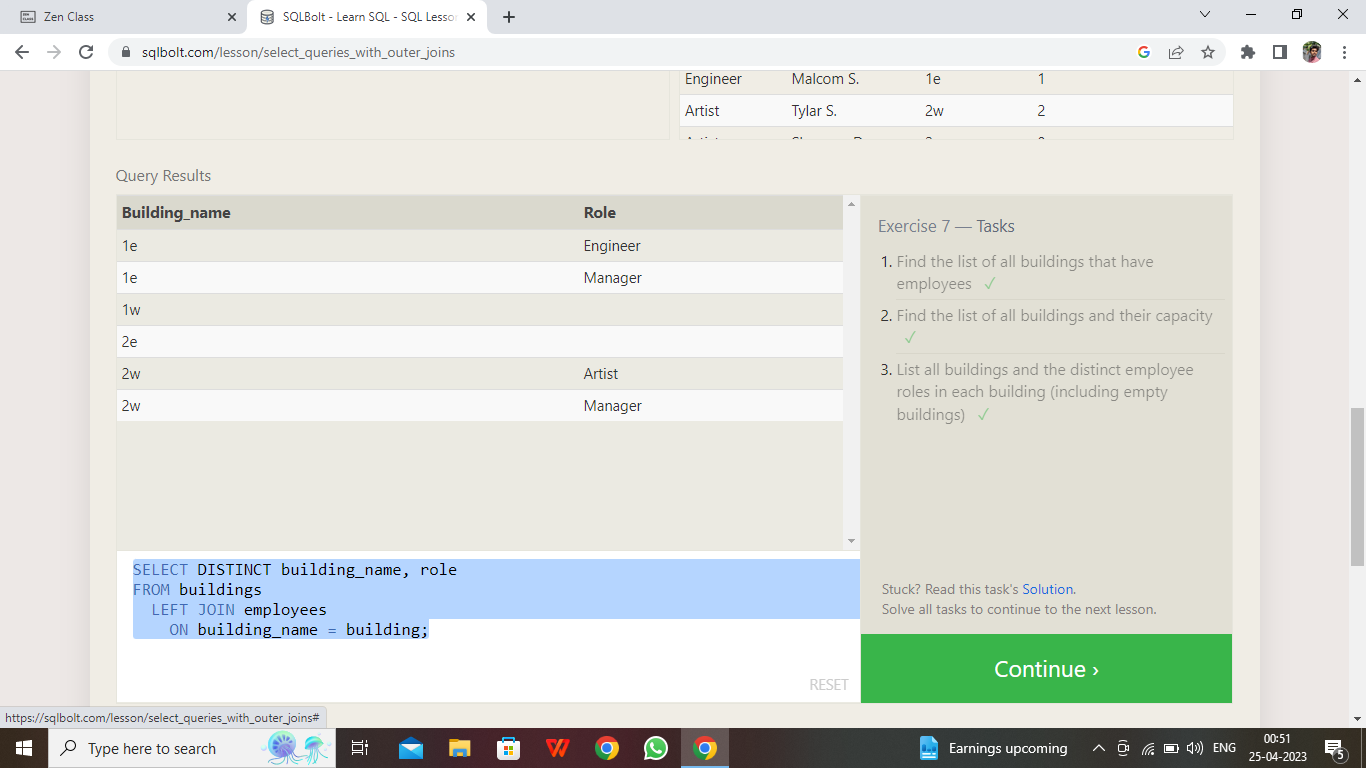 Zen Class
SQLBolt - Learn SQL - SQL Lesson
sqlbolt.com/lesson/select_queries_with_outer_joins
Engineer Malcom S. 1e 1
Artist Tylar S. 2w 2
Query Results
Building_name Role
1e Engineer
1e Manager
1w
2e
2w Artist
2w Manager
Exercise 7 — Tasks
1. Find the list of all buildings that have
employees ✓
2. Find the list of all buildings and their capacity
✓
3. List all buildings and the distinct employee
roles in each building (including empty
buildings) ✓
SELECT DISTINCT building_name, role
FROM buildings
LEFT JOIN employees
ON building_name = building;
RESET
Stuck? Read this task's Solution.
Solve all tasks to continue to the next lesson.
Continue ›
https://sqlbolt.com/lesson/select_queries_with_outer_joins#
Type here to search
Earnings upcoming
ENG
00:51
25-04-2023
5